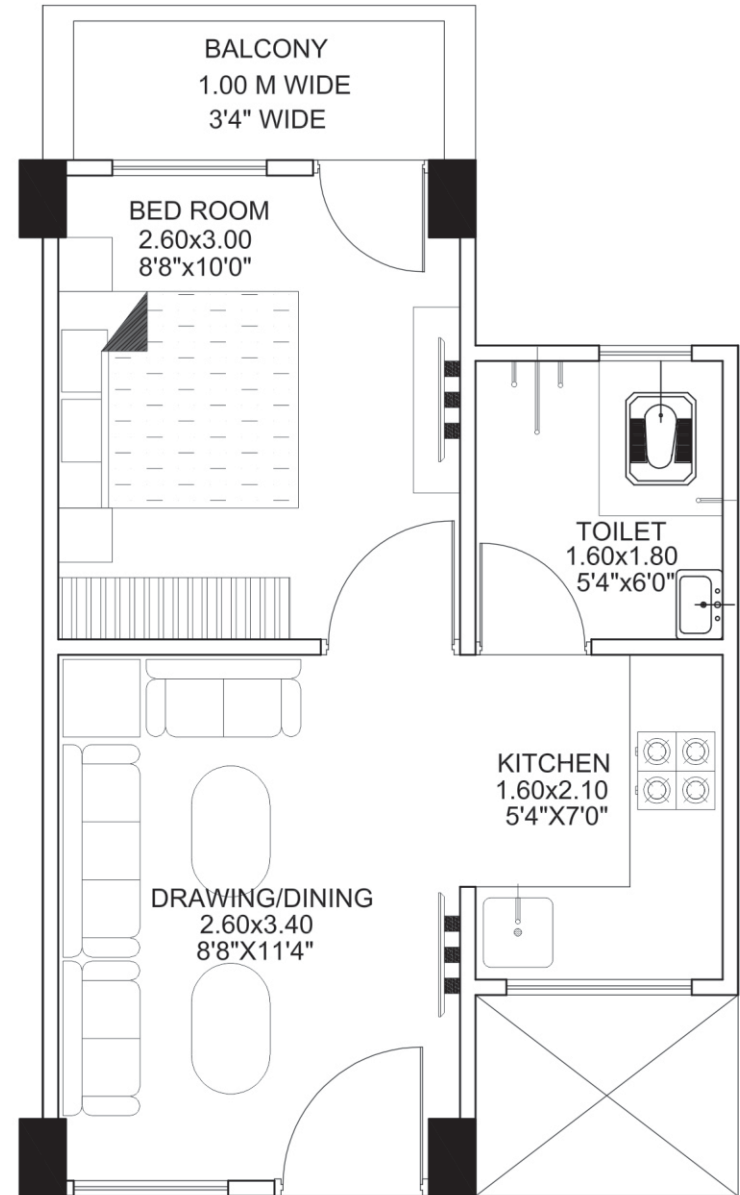 BALCONY
1.00 M WIDE
3'4" WIDE
BED ROOM
2.60x3.00
8'8"x10'0"
TOILET
1.60x1.80
5'4"x6'0"
KITCHEN
1.60x2.10
5'4"X7'0"
DRAWING/DINING
2.60x3.40
8'8"X11'4"